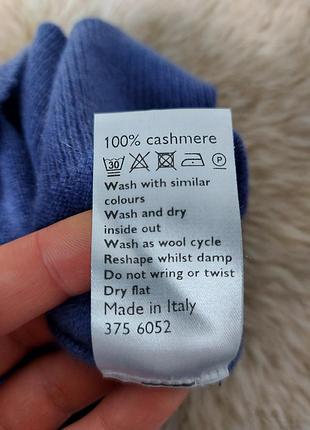 100% cashmere
30 P
Wash with similar
colours
Wash and dry
inside out
Wash as wool cycle
Reshape whilst damp
Do not wring or twist
Dry flat
Made in Italy
375 6052